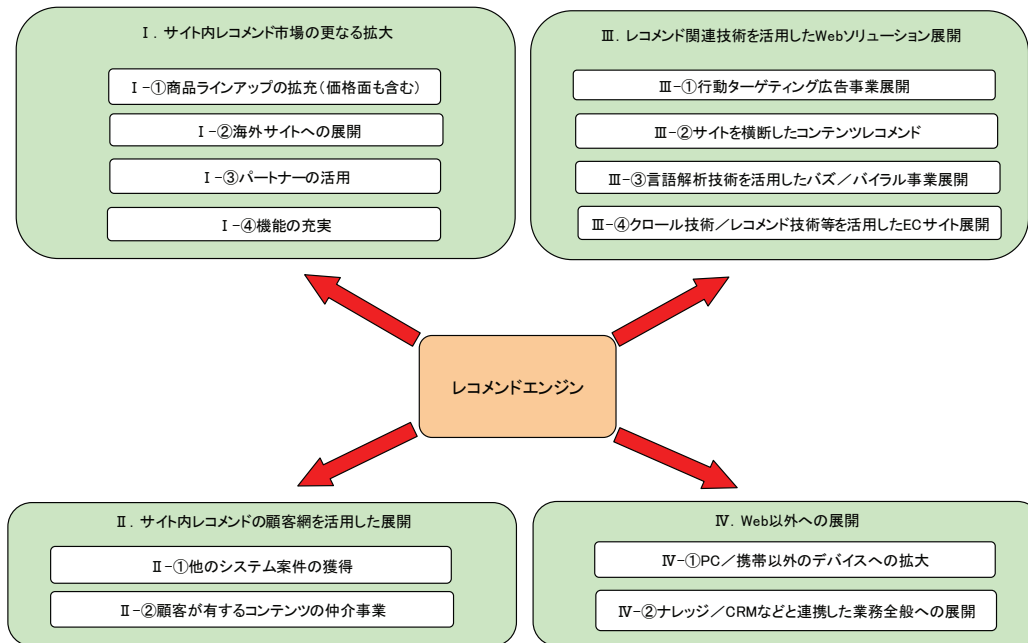 Ⅰ．サイト内レコメンド市場の更なる拡大
Ⅰ-①商品ラインアップの拡充（価格面も含む）
Ⅰ-②海外サイトへの展開
Ⅰ-③パートナーの活用
Ⅰ-④機能の充実
Ⅲ．レコメンド関連技術を活用したWebソリューション展開
Ⅲ-①行動ターゲティング広告事業展開
Ⅲ-②サイトを横断したコンテンツレコメンド
Ⅲ-③言語解析技術を活用したバズ／バイラル事業展開
Ⅲ-④クロール技術／レコメンド技術等を活用したECサイト展開
レコメンドエンジン
Ⅱ．サイト内レコメンドの顧客網を活用した展開
Ⅱ-①他のシステム案件の獲得
Ⅱ-②顧客が有するコンテンツの仲介事業
Ⅳ．Web以外への展開
Ⅳ-①PC／携帯以外のデバイスへの拡大
Ⅳ-②ナレッジ／CRMなどと連携した業務全般への展開